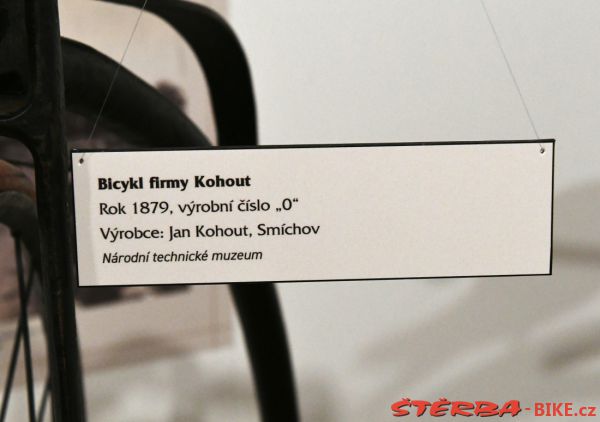 Bicykl firmy Kohout
Rok 1879, výrobní číslo „0“
Výrobce: Jan Kohout, Smíchov
Národní technické muzeum
ŠTĚRBA-BIKE.cz